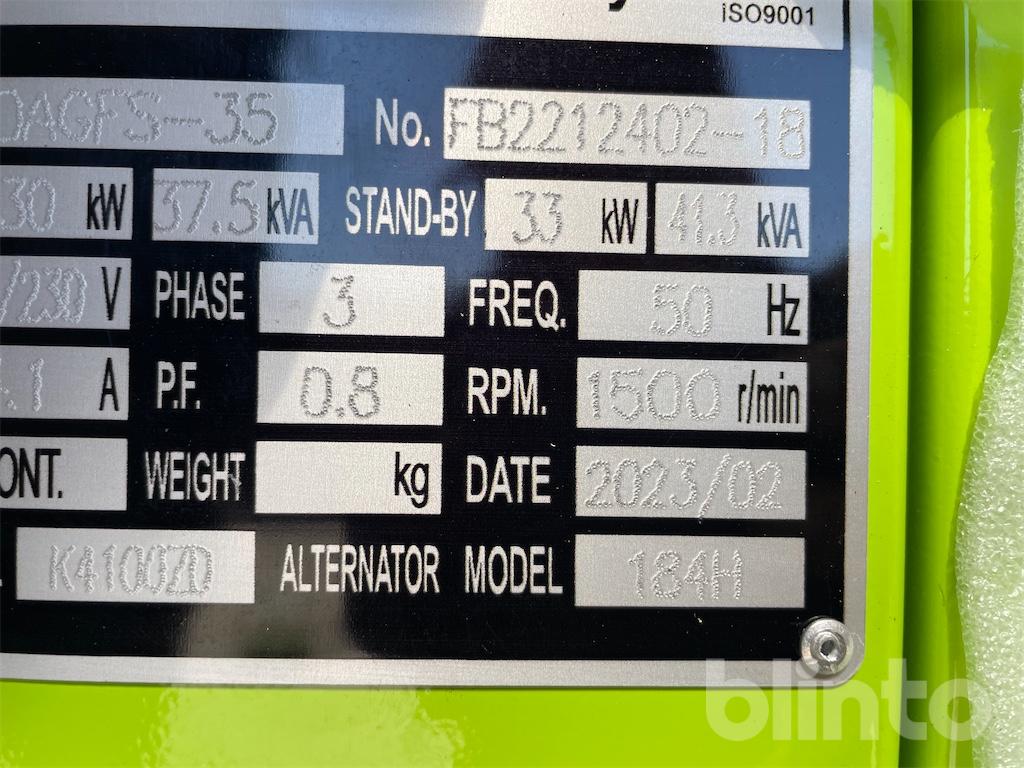 iSO9001
DAGFS-35 No. FB2212402-18
30 kW 37.5 kVA STAND-BY 33 kW 41.3 kVA
/230 V PHASE 3 FREQ. 50 Hz
.1 A P.F. 0.8 RPM. 1500 r/min
ONT. WEIGHT kg DATE 2023/02
K4100ZD ALTERNATOR MODEL 184H
blinto